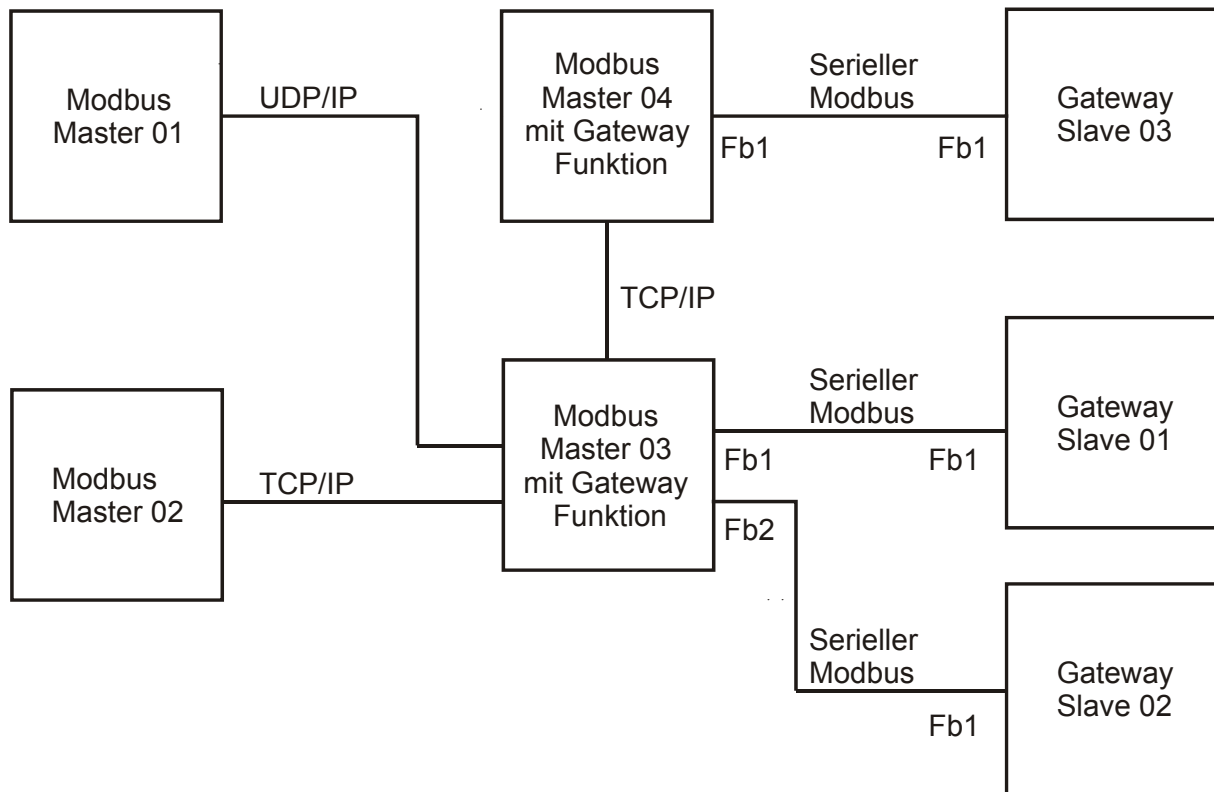 Modbus
Master 01
UDP/IP
Modbus
Master 04
mit Gateway
Funktion
Serieller
Modbus
Fb1
Fb1
Gateway
Slave 03
TCP/IP
Modbus
Master 02
TCP/IP
Modbus
Master 03
mit Gateway
Funktion
Serieller
Modbus
Fb1
Fb1
Gateway
Slave 01
Fb2
Serieller
Modbus
Fb1
Gateway
Slave 02